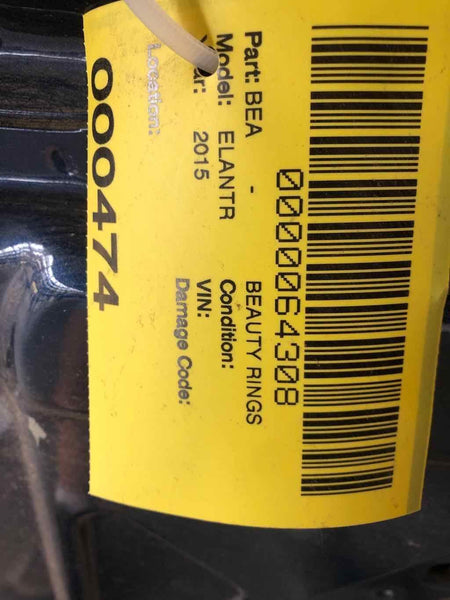 0000064308
Part: BEA - BEAUTY RINGS
Model: ELANTR Condition:
ar: 2015 VIN:
Damage Code:
Location:
000474